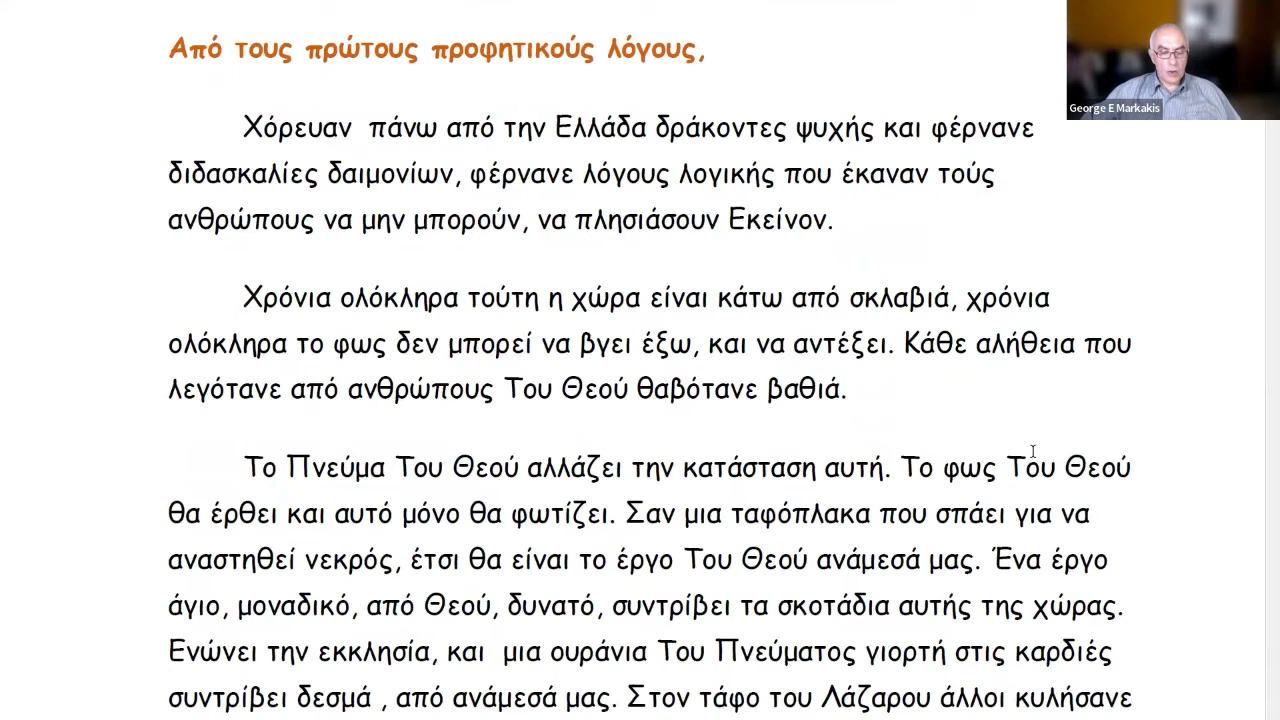 Από τους πρώτους προφητικούς λόγους,
George E Markakis
Χόρευαν πάνω από την Ελλάδα δράκοντες ψυχής και φέρνανε
διδασκαλίες δαιμονίων, φέρνανε λόγους λογικής που έκαναν τούς
ανθρώπους να μην μπορούν, να πλησιάσουν Εκείνον.
Χρόνια ολόκληρα τούτη η χώρα είναι κάτω από σκλαβιά, χρόνια
ολόκληρα το φως δεν μπορεί να βγει έξω, και να αντέξει. Κάθε αλήθεια που
λεγότανε από ανθρώπους Του Θεού θαβότανε βαθιά.
Το Πνεύμα Του Θεού αλλάζει την κατάσταση αυτή. Το φως Του Θεού
θα έρθει και αυτό μόνο θα φωτίζει. Σαν μια ταφόπλακα που σπάει για να
αναστηθεί νεκρός, έτσι θα είναι το έργο Του Θεού ανάμεσά μας. Ένα έργο
άγιο, μοναδικό, από Θεού, δυνατό, συντρίβει τα σκοτάδια αυτής της χώρας.
Ενώνει την εκκλησία, και μια ουράνια Του Πνεύματος γιορτή στις καρδιές
συντρίβει δεσμά , από ανάμεσά μας. Στον τάφο του Λάζαρου άλλοι κυλήσανε